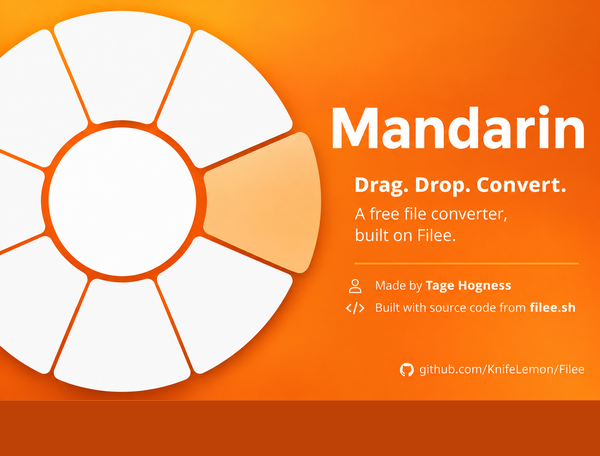 Mandarin
Drag. Drop. Convert.
A free file converter,
built on Filee.
Made by Tage Hogness
Built with source code from filee.sh
github.com/KnifeLemon/Filee